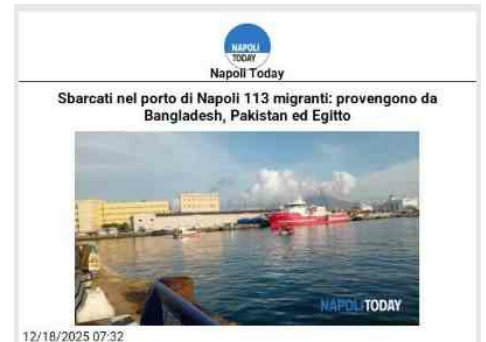 NAPOLI
TODAY
Napoli Today
Sbarcati nel porto di Napoli 113 migranti: provengono da
Bangladesh, Pakistan ed Egitto
NAPOLITODAY
12/18/2025 07:32